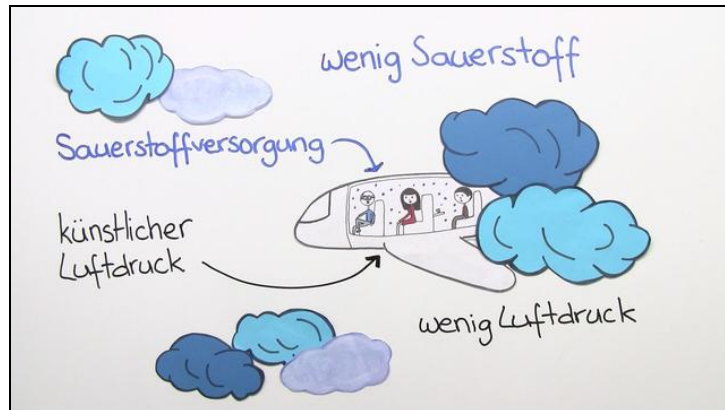 wenig Sauerstoff
Sauerstoffversorgung
künstlicher
Luftdruck
wenig Luftdruck